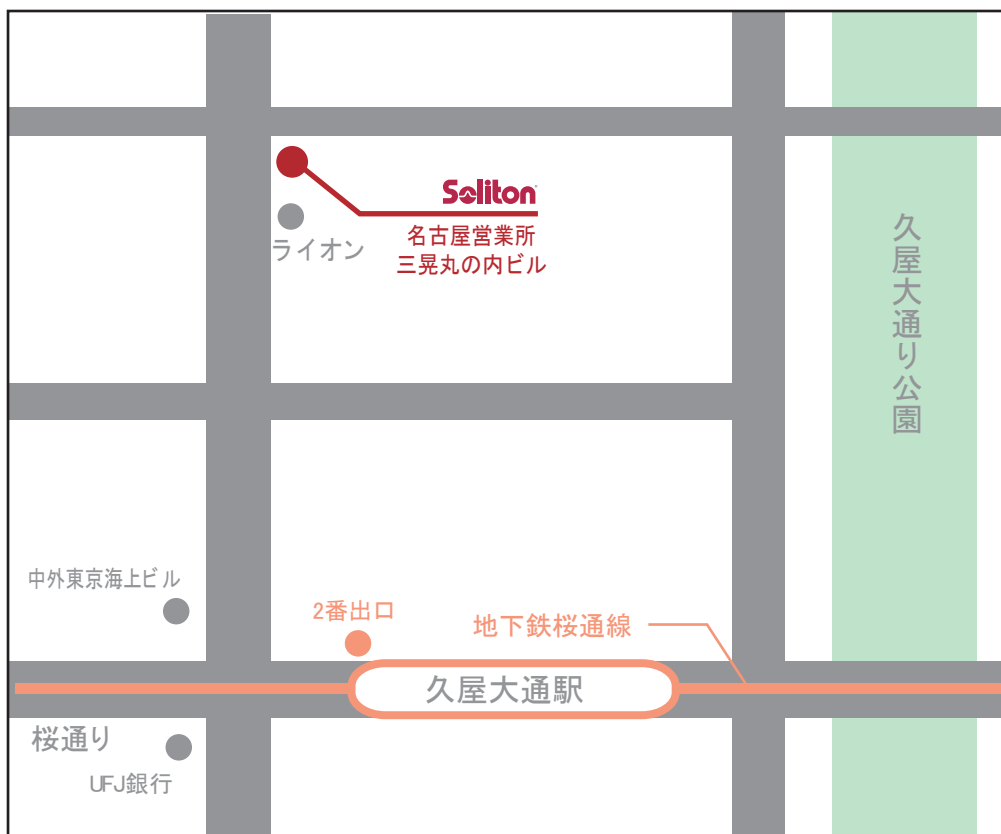 Soliton
名古屋営業所
三晃丸の内ビル
ライオン
久屋大通り公園
中外東京海上ビル
2番出口
地下鉄桜通線
久屋大通駅
桜通り
UFJ銀行